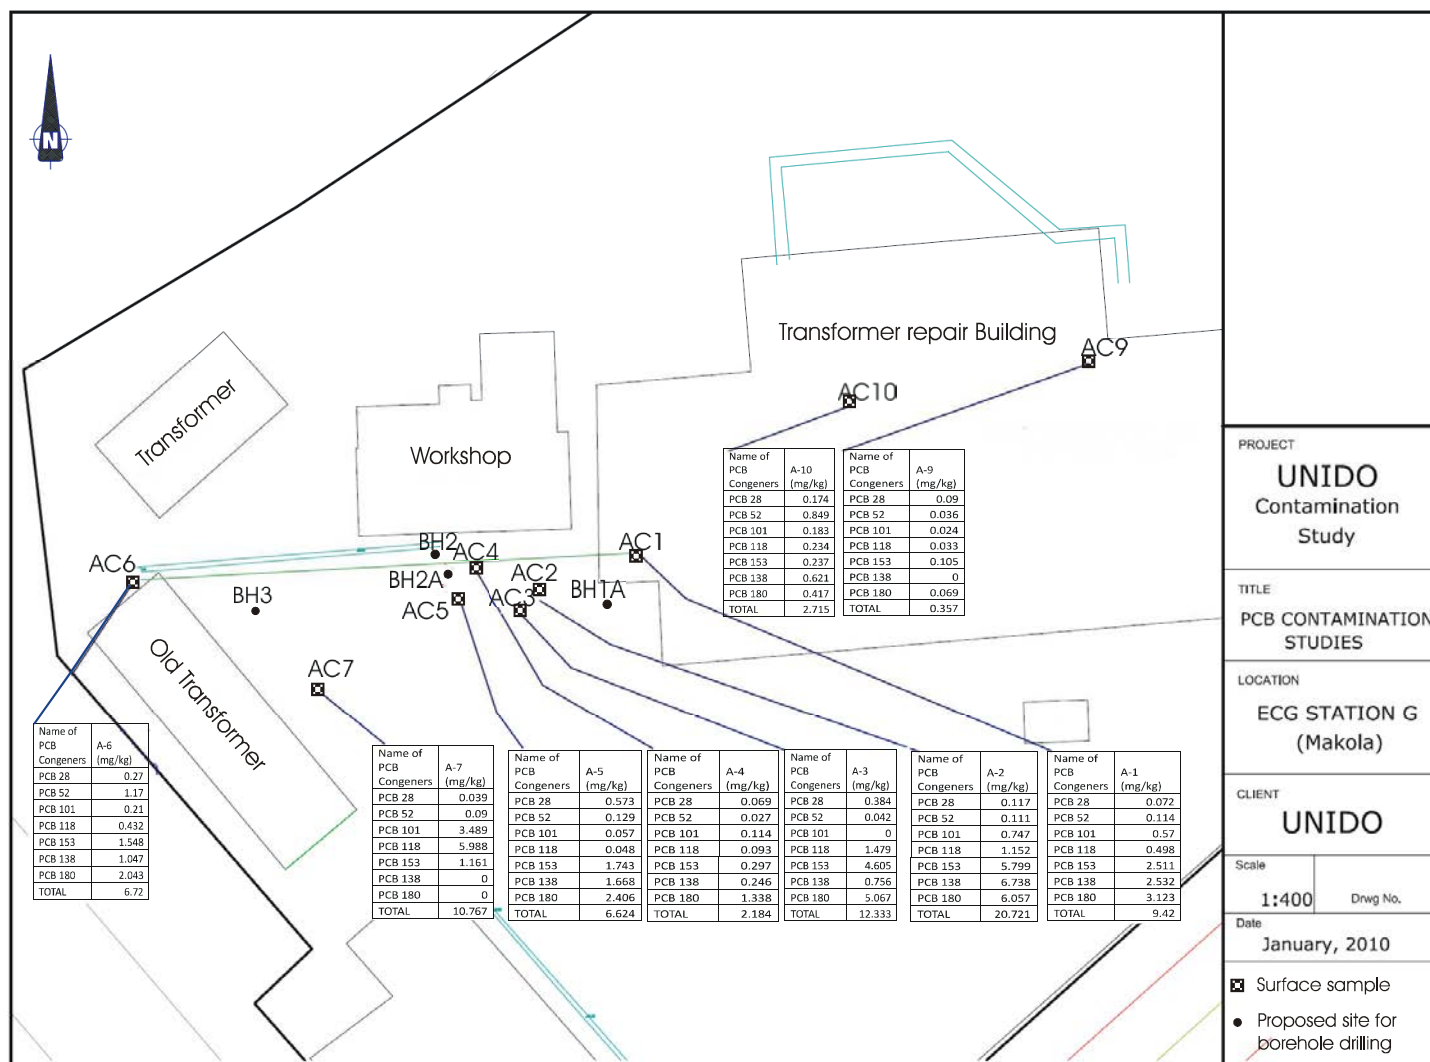 N
Transformer repair Building
AC9
AC10
Transformer
Workshop
Name of
PCB
Congeners A-10
(mg/kg)
PCB 28 0.174
PCB 52 0.849
PCB 101 0.183
PCB 118 0.234
PCB 153 0.237
PCB 138 0.621
PCB 180 0.417
TOTAL 2.715
Name of
PCB
Congeners A-9
(mg/kg)
PCB 28 0.09
PCB 52 0.036
PCB 101 0.024
PCB 118 0.033
PCB 153 0.105
PCB 138 0
PCB 180 0.069
TOTAL 0.357
AC6
BH2
AC4
AC1
BH2A
AC2
BH3
AC5
AC3
BH1A
AC7
Old Transformer
Name of
PCB
Congeners A-6
(mg/kg)
PCB 28 0.27
PCB 52 1.17
PCB 101 0.21
PCB 118 0.432
PCB 153 1.548
PCB 138 1.047
PCB 180 2.043
TOTAL 6.72
Name of
PCB
Congeners A-7
(mg/kg)
PCB 28 0.039
PCB 52 0.09
PCB 101 3.489
PCB 118 5.988
PCB 153 1.161
PCB 138 0
PCB 180 0
TOTAL 10.767
Name of
PCB
Congeners A-5
(mg/kg)
PCB 28 0.573
PCB 52 0.129
PCB 101 0.057
PCB 118 0.048
PCB 153 1.743
PCB 138 1.668
PCB 180 2.406
TOTAL 6.624
Name of
PCB
Congeners A-4
(mg/kg)
PCB 28 0.069
PCB 52 0.027
PCB 101 0.114
PCB 118 0.093
PCB 153 0.297
PCB 138 0.246
PCB 180 1.338
TOTAL 2.184
Name of
PCB
Congeners A-3
(mg/kg)
PCB 28 0.384
PCB 52 0.042
PCB 101 0
PCB 118 1.479
PCB 153 4.605
PCB 138 0.756
PCB 180 5.067
TOTAL 12.333
Name of
PCB
Congeners A-2
(mg/kg)
PCB 28 0.117
PCB 52 0.111
PCB 101 0.747
PCB 118 1.152
PCB 153 5.799
PCB 138 6.738
PCB 180 6.057
TOTAL 20.721
Name of
PCB
Congeners A-1
(mg/kg)
PCB 28 0.072
PCB 52 0.114
PCB 101 0.57
PCB 118 0.498
PCB 153 2.511
PCB 138 2.532
PCB 180 3.123
TOTAL 9.42
PROJECT
UNIDO
Contamination
Study
TITLE
PCB CONTAMINATION
STUDIES
LOCATION
ECG STATION G
(Makola)
CLIENT
UNIDO
Scale
1:400 Drwg No.
Date
January, 2010
Surface sample
Proposed site for
borehole drilling